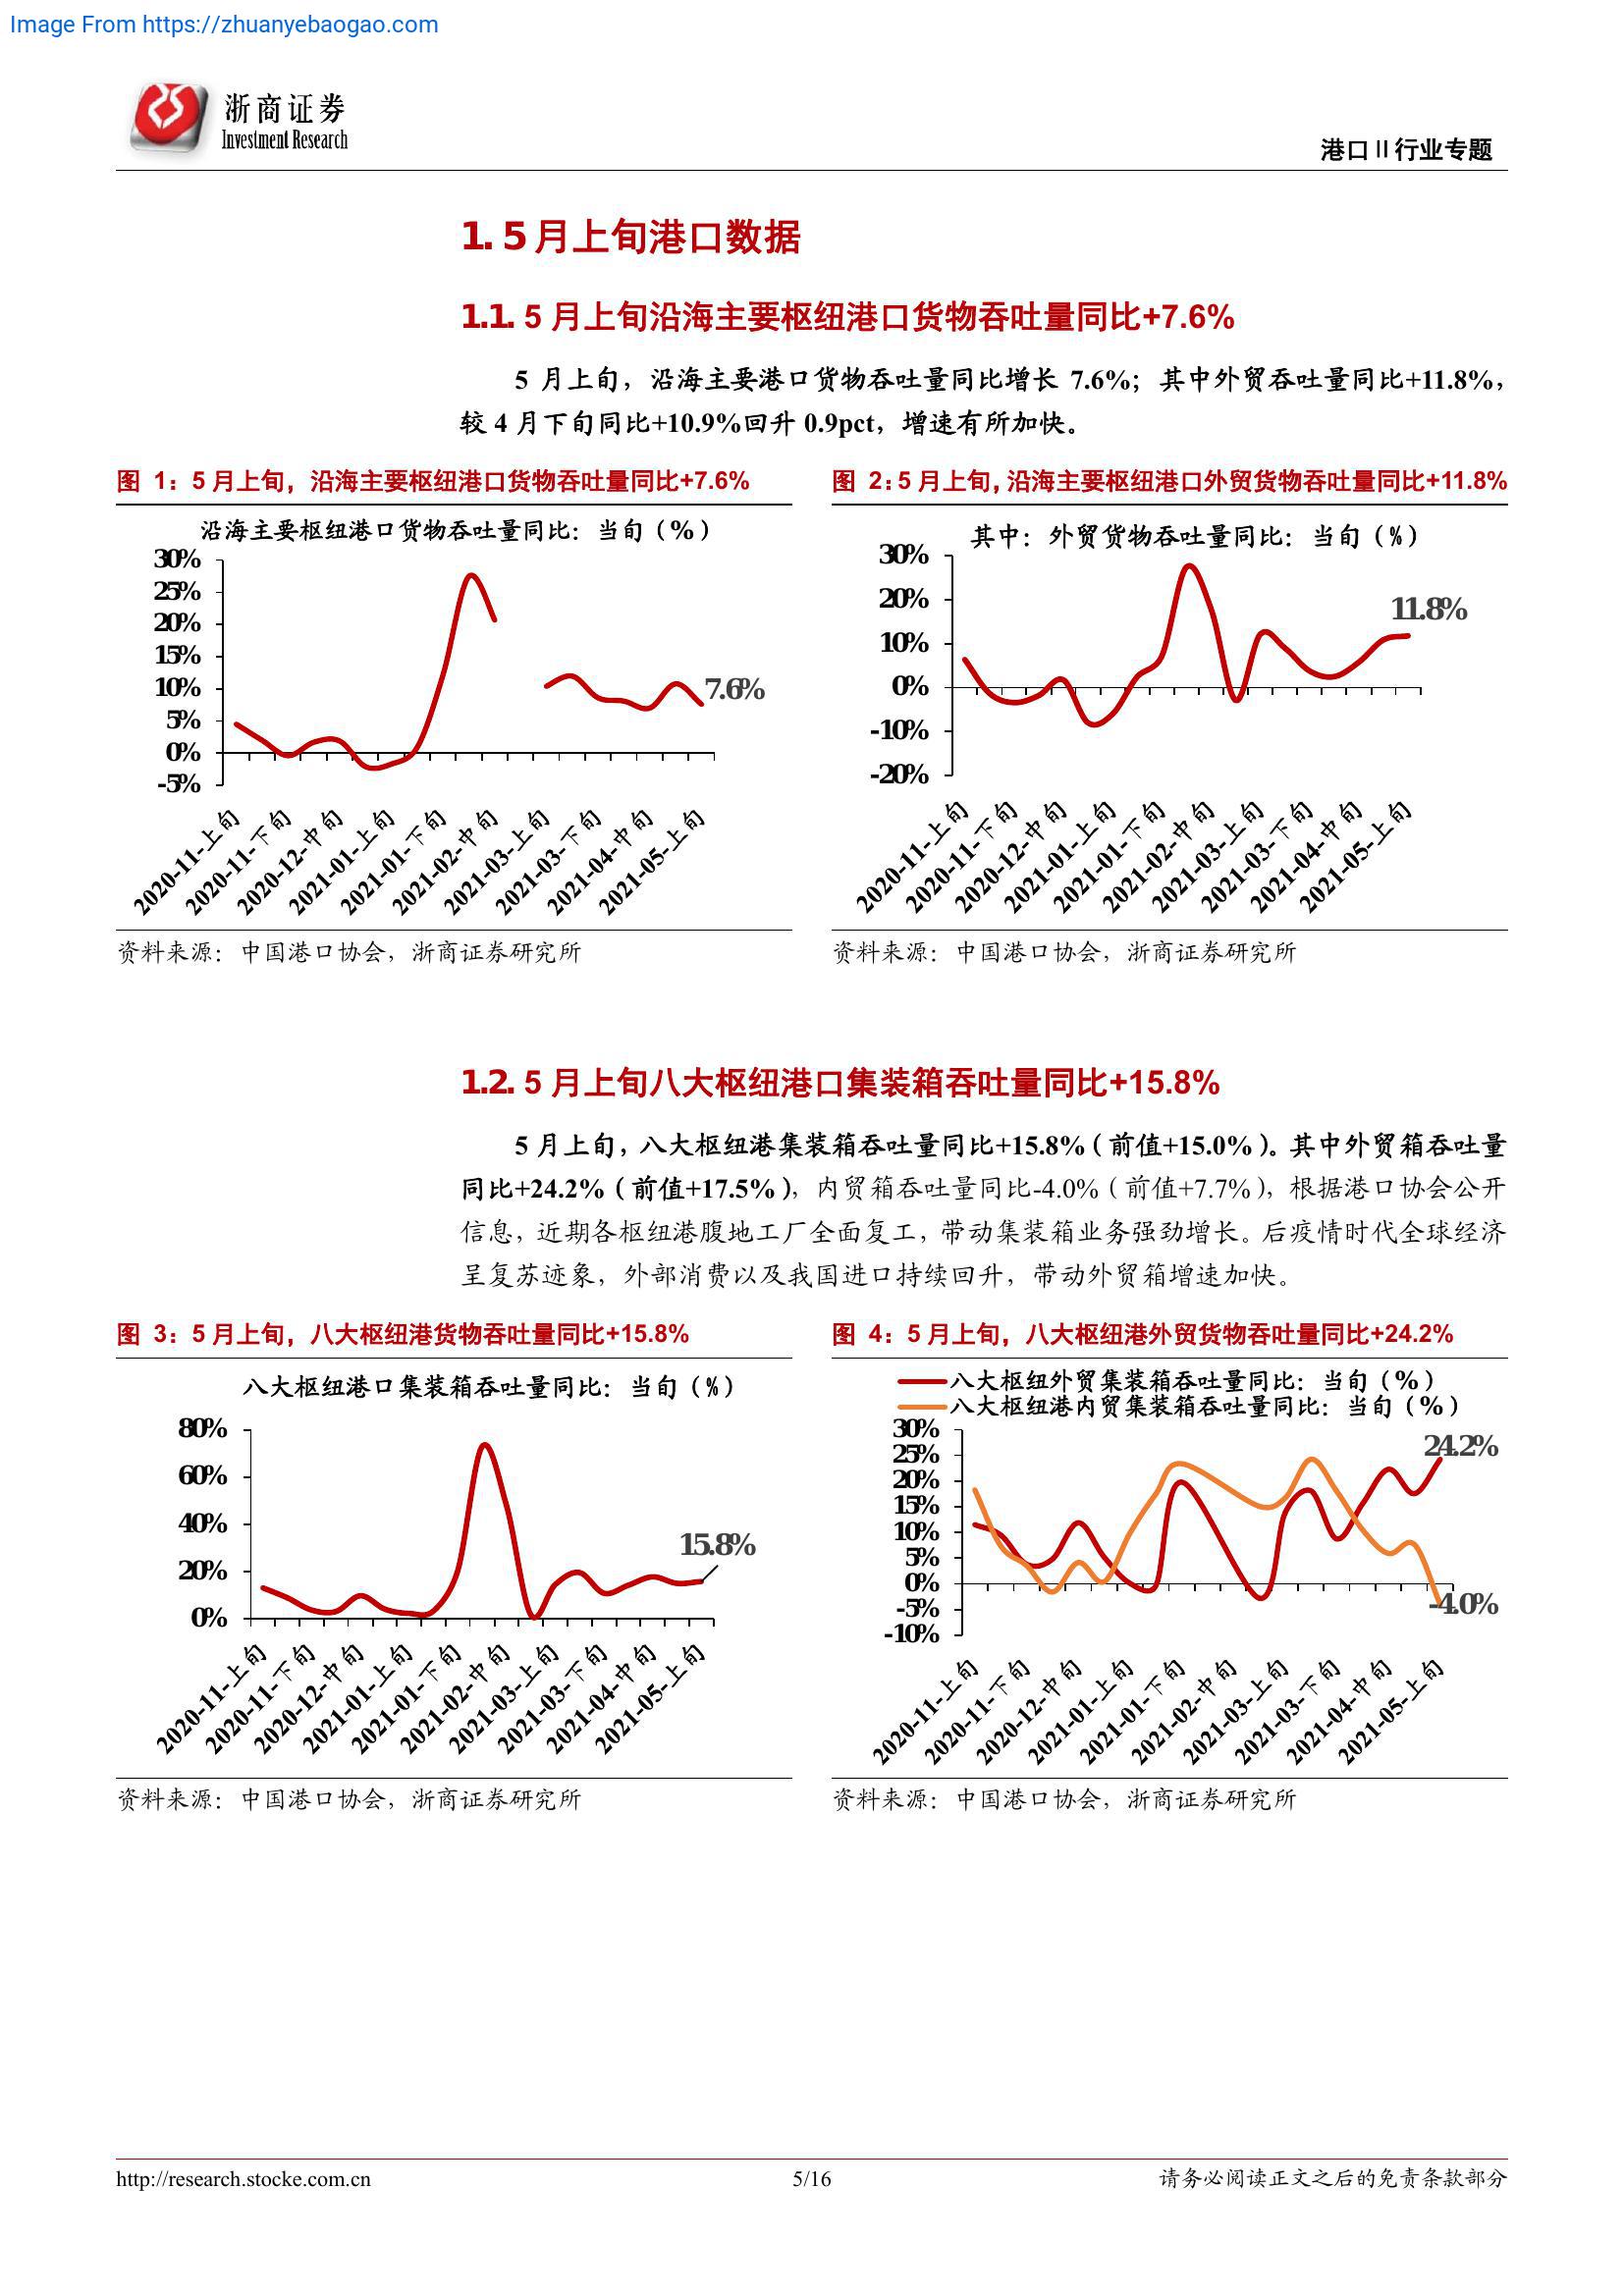 Image From https://zhuanyebaogao.com
浙商证券
Investment Research
港口Ⅱ行业专题
1. 5 月上旬港口数据
1.1. 5 月上旬沿海主要枢纽港口货物吞吐量同比+7.6%
5 月上旬，沿海主要港口货物吞吐量同比增长 7.6%；其中外贸吞吐量同比+11.8%，
较 4 月下旬同比+10.9%回升 0.9pct，增速有所加快。
图 1：5 月上旬，沿海主要枢纽港口货物吞吐量同比+7.6%
沿海主要枢纽港口货物吞吐量同比：当旬（%）
30%
25%
20%
15%
10%
5%
0%
-5%
7.6%
2020-11-上旬
2020-11-下旬
2020-12-中旬
2021-01-上旬
2021-01-下旬
2021-02-中旬
2021-03-上旬
2021-03-下旬
2021-04-中旬
2021-05-上旬
资料来源：中国港口协会，浙商证券研究所
图 2：5 月上旬，沿海主要枢纽港口外贸货物吞吐量同比+11.8%
其中：外贸货物吞吐量同比：当旬（%）
30%
20%
10%
0%
-10%
-20%
11.8%
2020-11-上旬
2020-11-下旬
2020-12-中旬
2021-01-上旬
2021-01-下旬
2021-02-中旬
2021-03-上旬
2021-03-下旬
2021-04-中旬
2021-05-上旬
资料来源：中国港口协会，浙商证券研究所
1.2. 5 月上旬八大枢纽港口集装箱吞吐量同比+15.8%
5 月上旬，八大枢纽港集装箱吞吐量同比+15.8%（前值+15.0%）。其中外贸箱吞吐量
同比+24.2%（前值+17.5%），内贸箱吞吐量同比-4.0%（前值+7.7%），根据港口协会公开
信息，近期各枢纽港腹地工厂全面复工，带动集装箱业务强劲增长。后疫情时代全球经济
呈复苏迹象，外部消费以及我国进口持续回升，带动外贸箱增速加快。
图 3：5 月上旬，八大枢纽港货物吞吐量同比+15.8%
八大枢纽港口集装箱吞吐量同比：当旬（%）
80%
60%
40%
20%
0%
15.8%
2020-11-上旬
2020-11-下旬
2020-12-中旬
2021-01-上旬
2021-01-下旬
2021-02-中旬
2021-03-上旬
2021-03-下旬
2021-04-中旬
2021-05-上旬
资料来源：中国港口协会，浙商证券研究所
图 4：5 月上旬，八大枢纽港外贸货物吞吐量同比+24.2%
八大枢纽外贸集装箱吞吐量同比：当旬（%）
八大枢纽港内贸集装箱吞吐量同比：当旬（%）
30%
25%
20%
15%
10%
5%
0%
-5%
-10%
24.2%
-4.0%
2020-11-上旬
2020-11-下旬
2020-12-中旬
2021-01-上旬
2021-01-下旬
2021-02-中旬
2021-03-上旬
2021-03-下旬
2021-04-中旬
2021-05-上旬
资料来源：中国港口协会，浙商证券研究所
http://research.stocke.com.cn
5/16
请务必阅读正文之后的免责条款部分